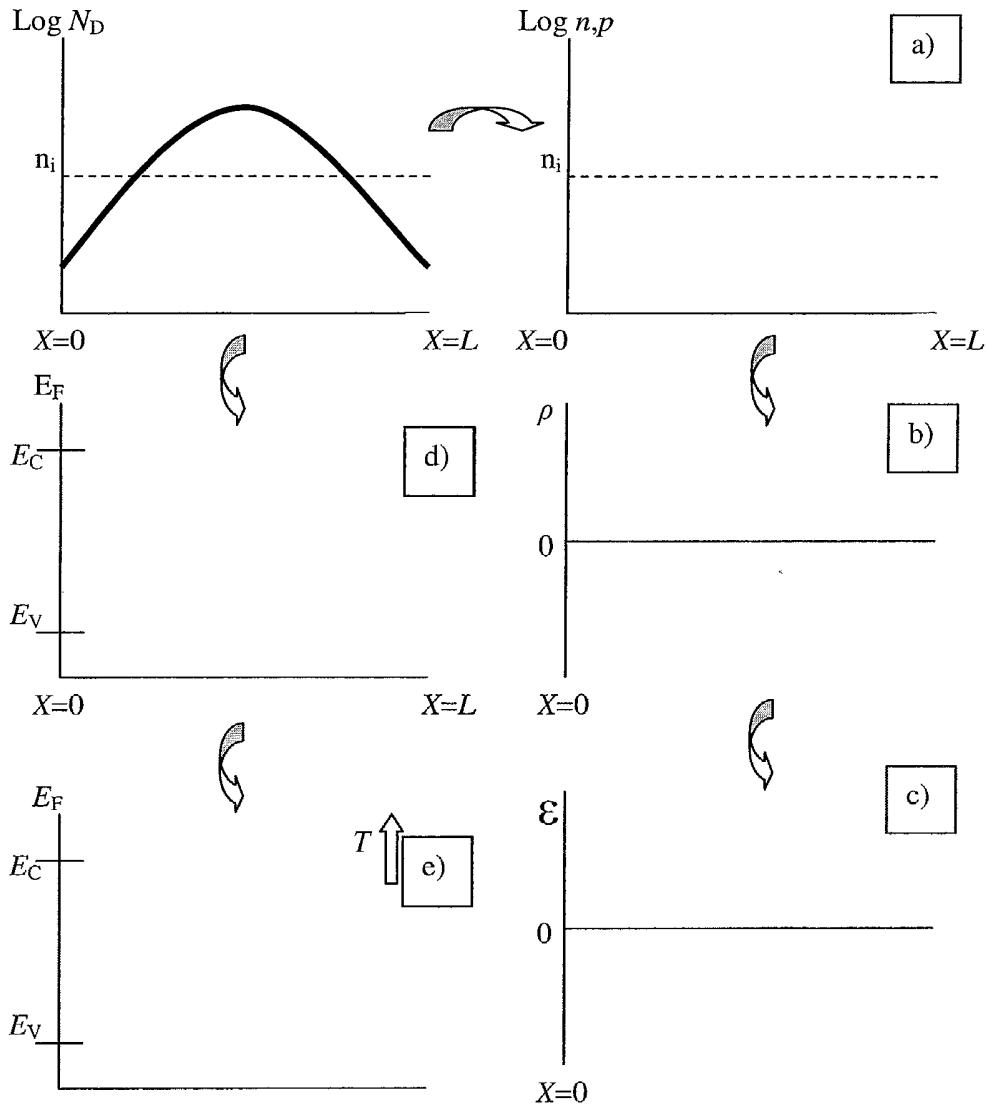 Log N_D
Log n,p
a)
n_i
n_i
X=0
X=L
X=0
X=L
E_F
ρ
E_C
d)
b)
0
E_V
X=0
X=L
X=0
E_F
T
ε
c)
E_C
e)
0
E_V
X=0